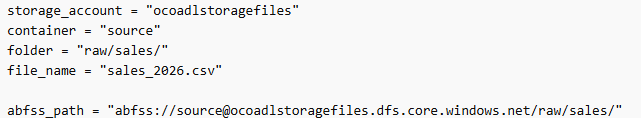 storage_account = "ocoadlstoragefiles"
container = "source"
folder = "raw/sales/"
file_name = "sales_2026.csv"
abfss_path = "abfss://source@ocoadlstoragefiles.dfs.core.windows.net/raw/sales/"